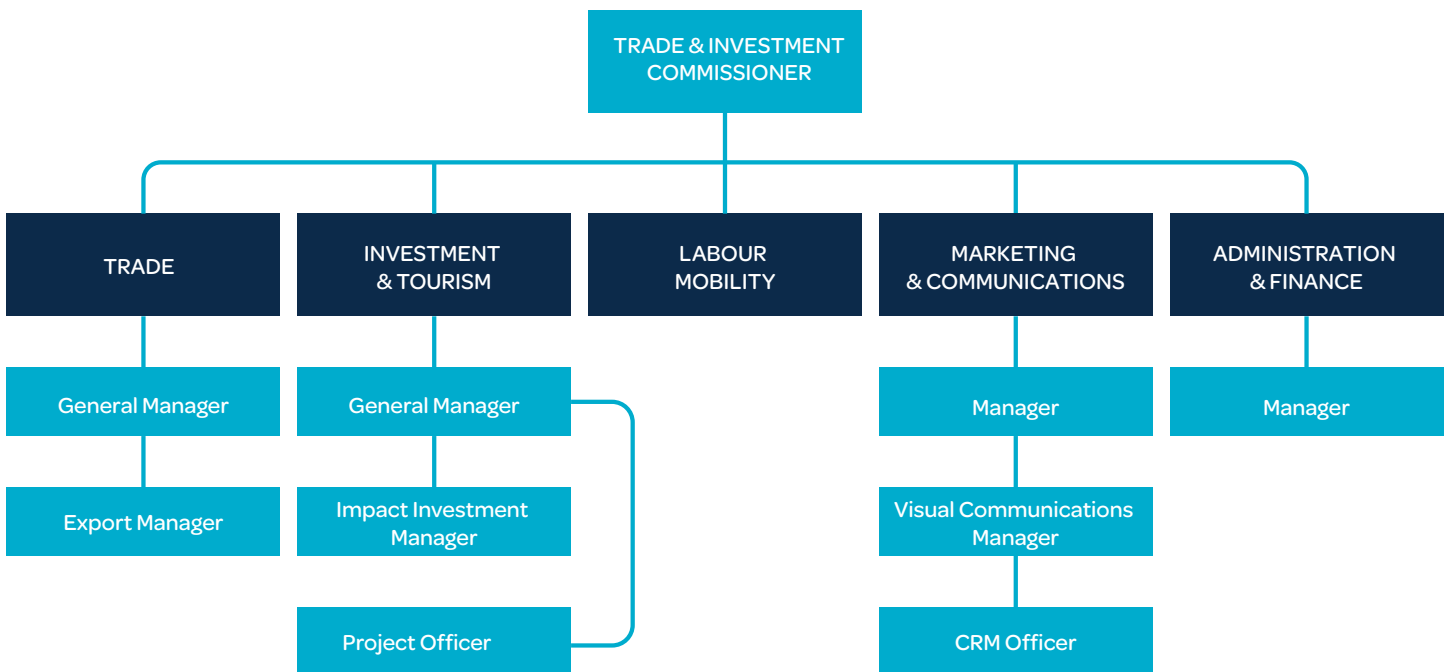 TRADE & INVESTMENT
COMMISSIONER
TRADE
INVESTMENT
& TOURISM
LABOUR
MOBILITY
MARKETING
& COMMUNICATIONS
ADMINISTRATION
& FINANCE
General Manager
General Manager
Manager
Manager
Export Manager
Impact Investment
Manager
Visual Communications
Manager
Project Officer
CRM Officer